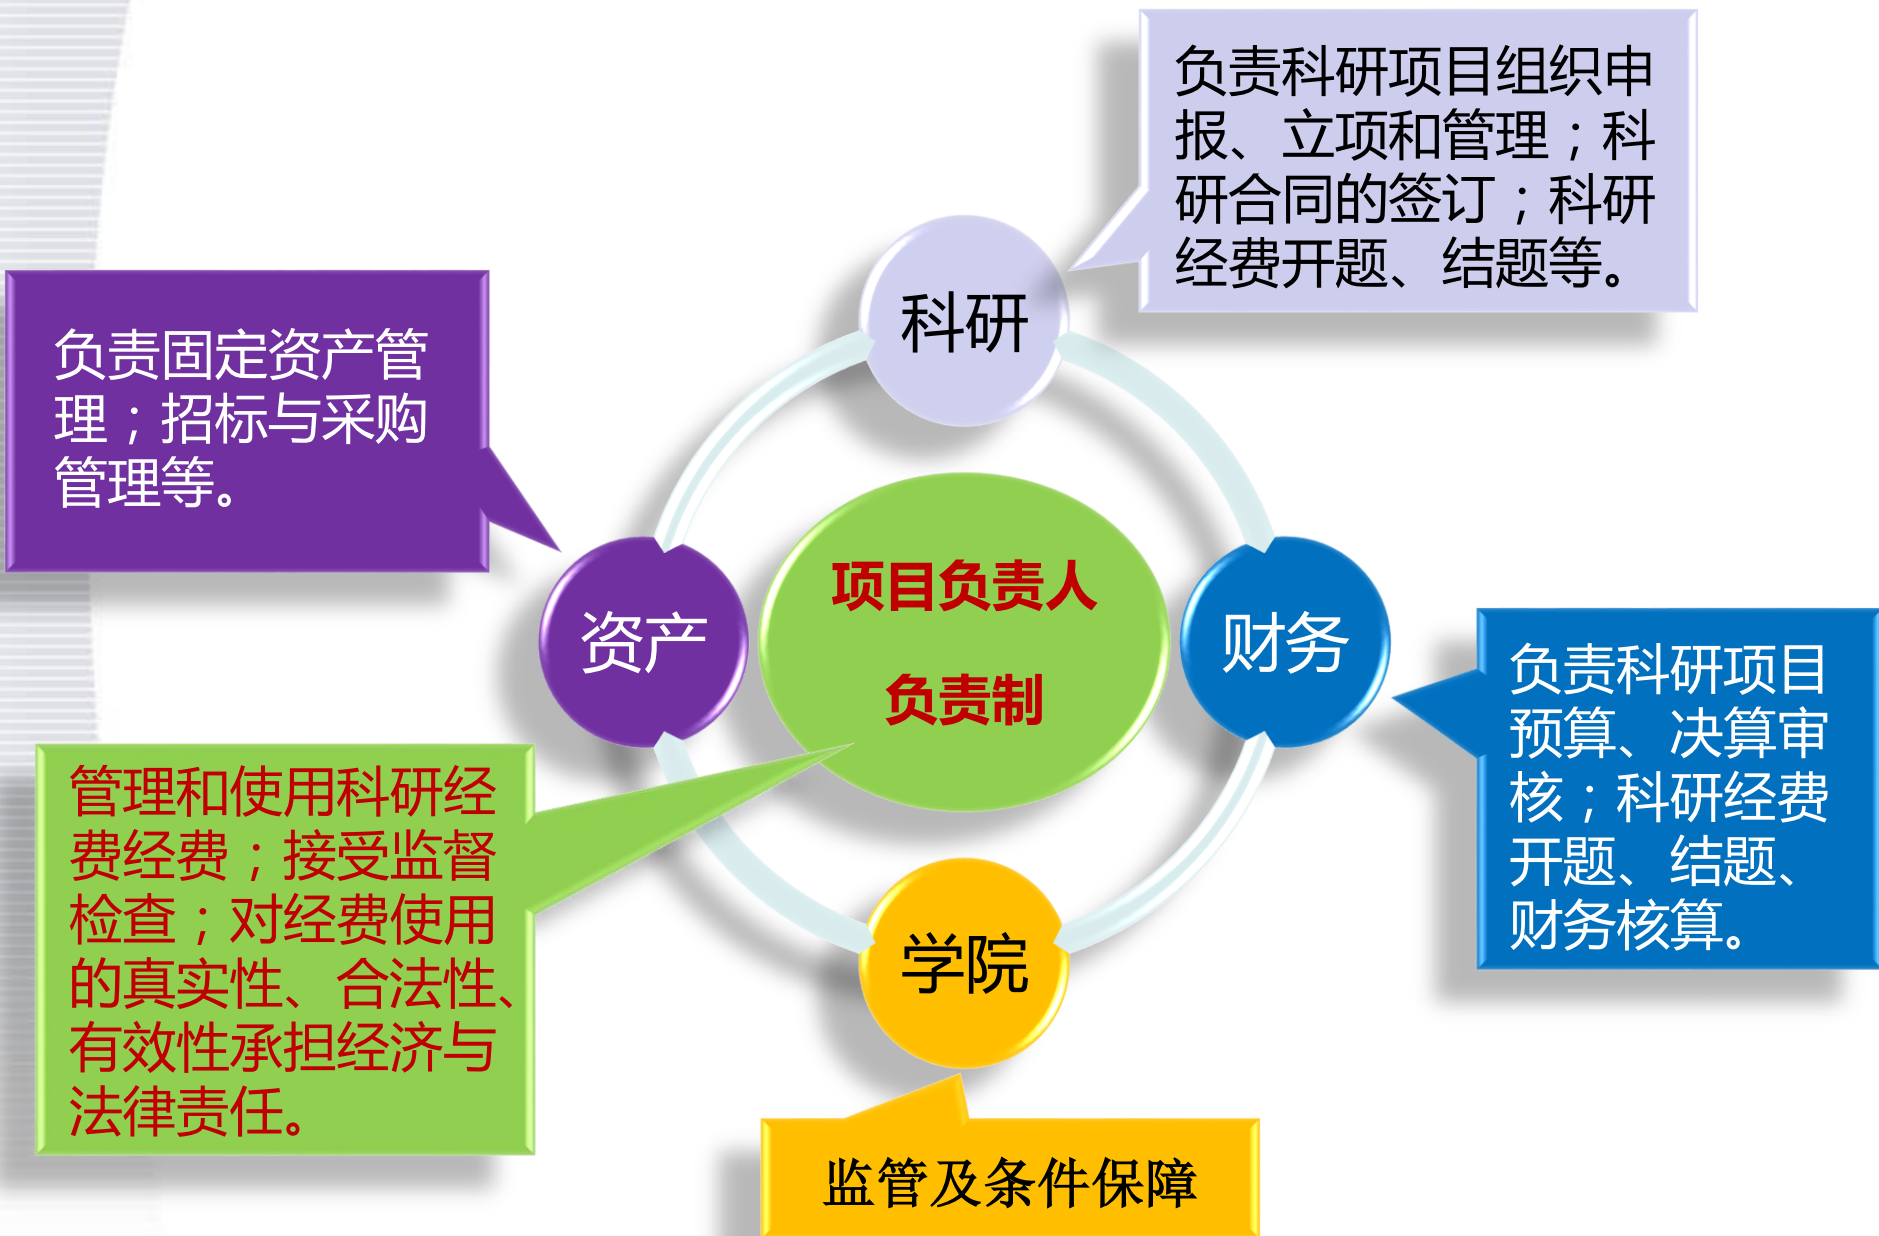 负责科研项目组织申
报、立项和管理；科
研合同的签订；科研
经费开题、结题等。
科研
负责固定资产管
理；招标与采购
管理等。
资产
项目负责人
负责制
财务
负责科研项目
预算、决算审
核；科研经费
开题、结题、
财务核算。
管理和使用科研经
费经费；接受监督
检查；对经费使用
的真实性、合法性、
有效性承担经济与
法律责任。
学院
监管及条件保障